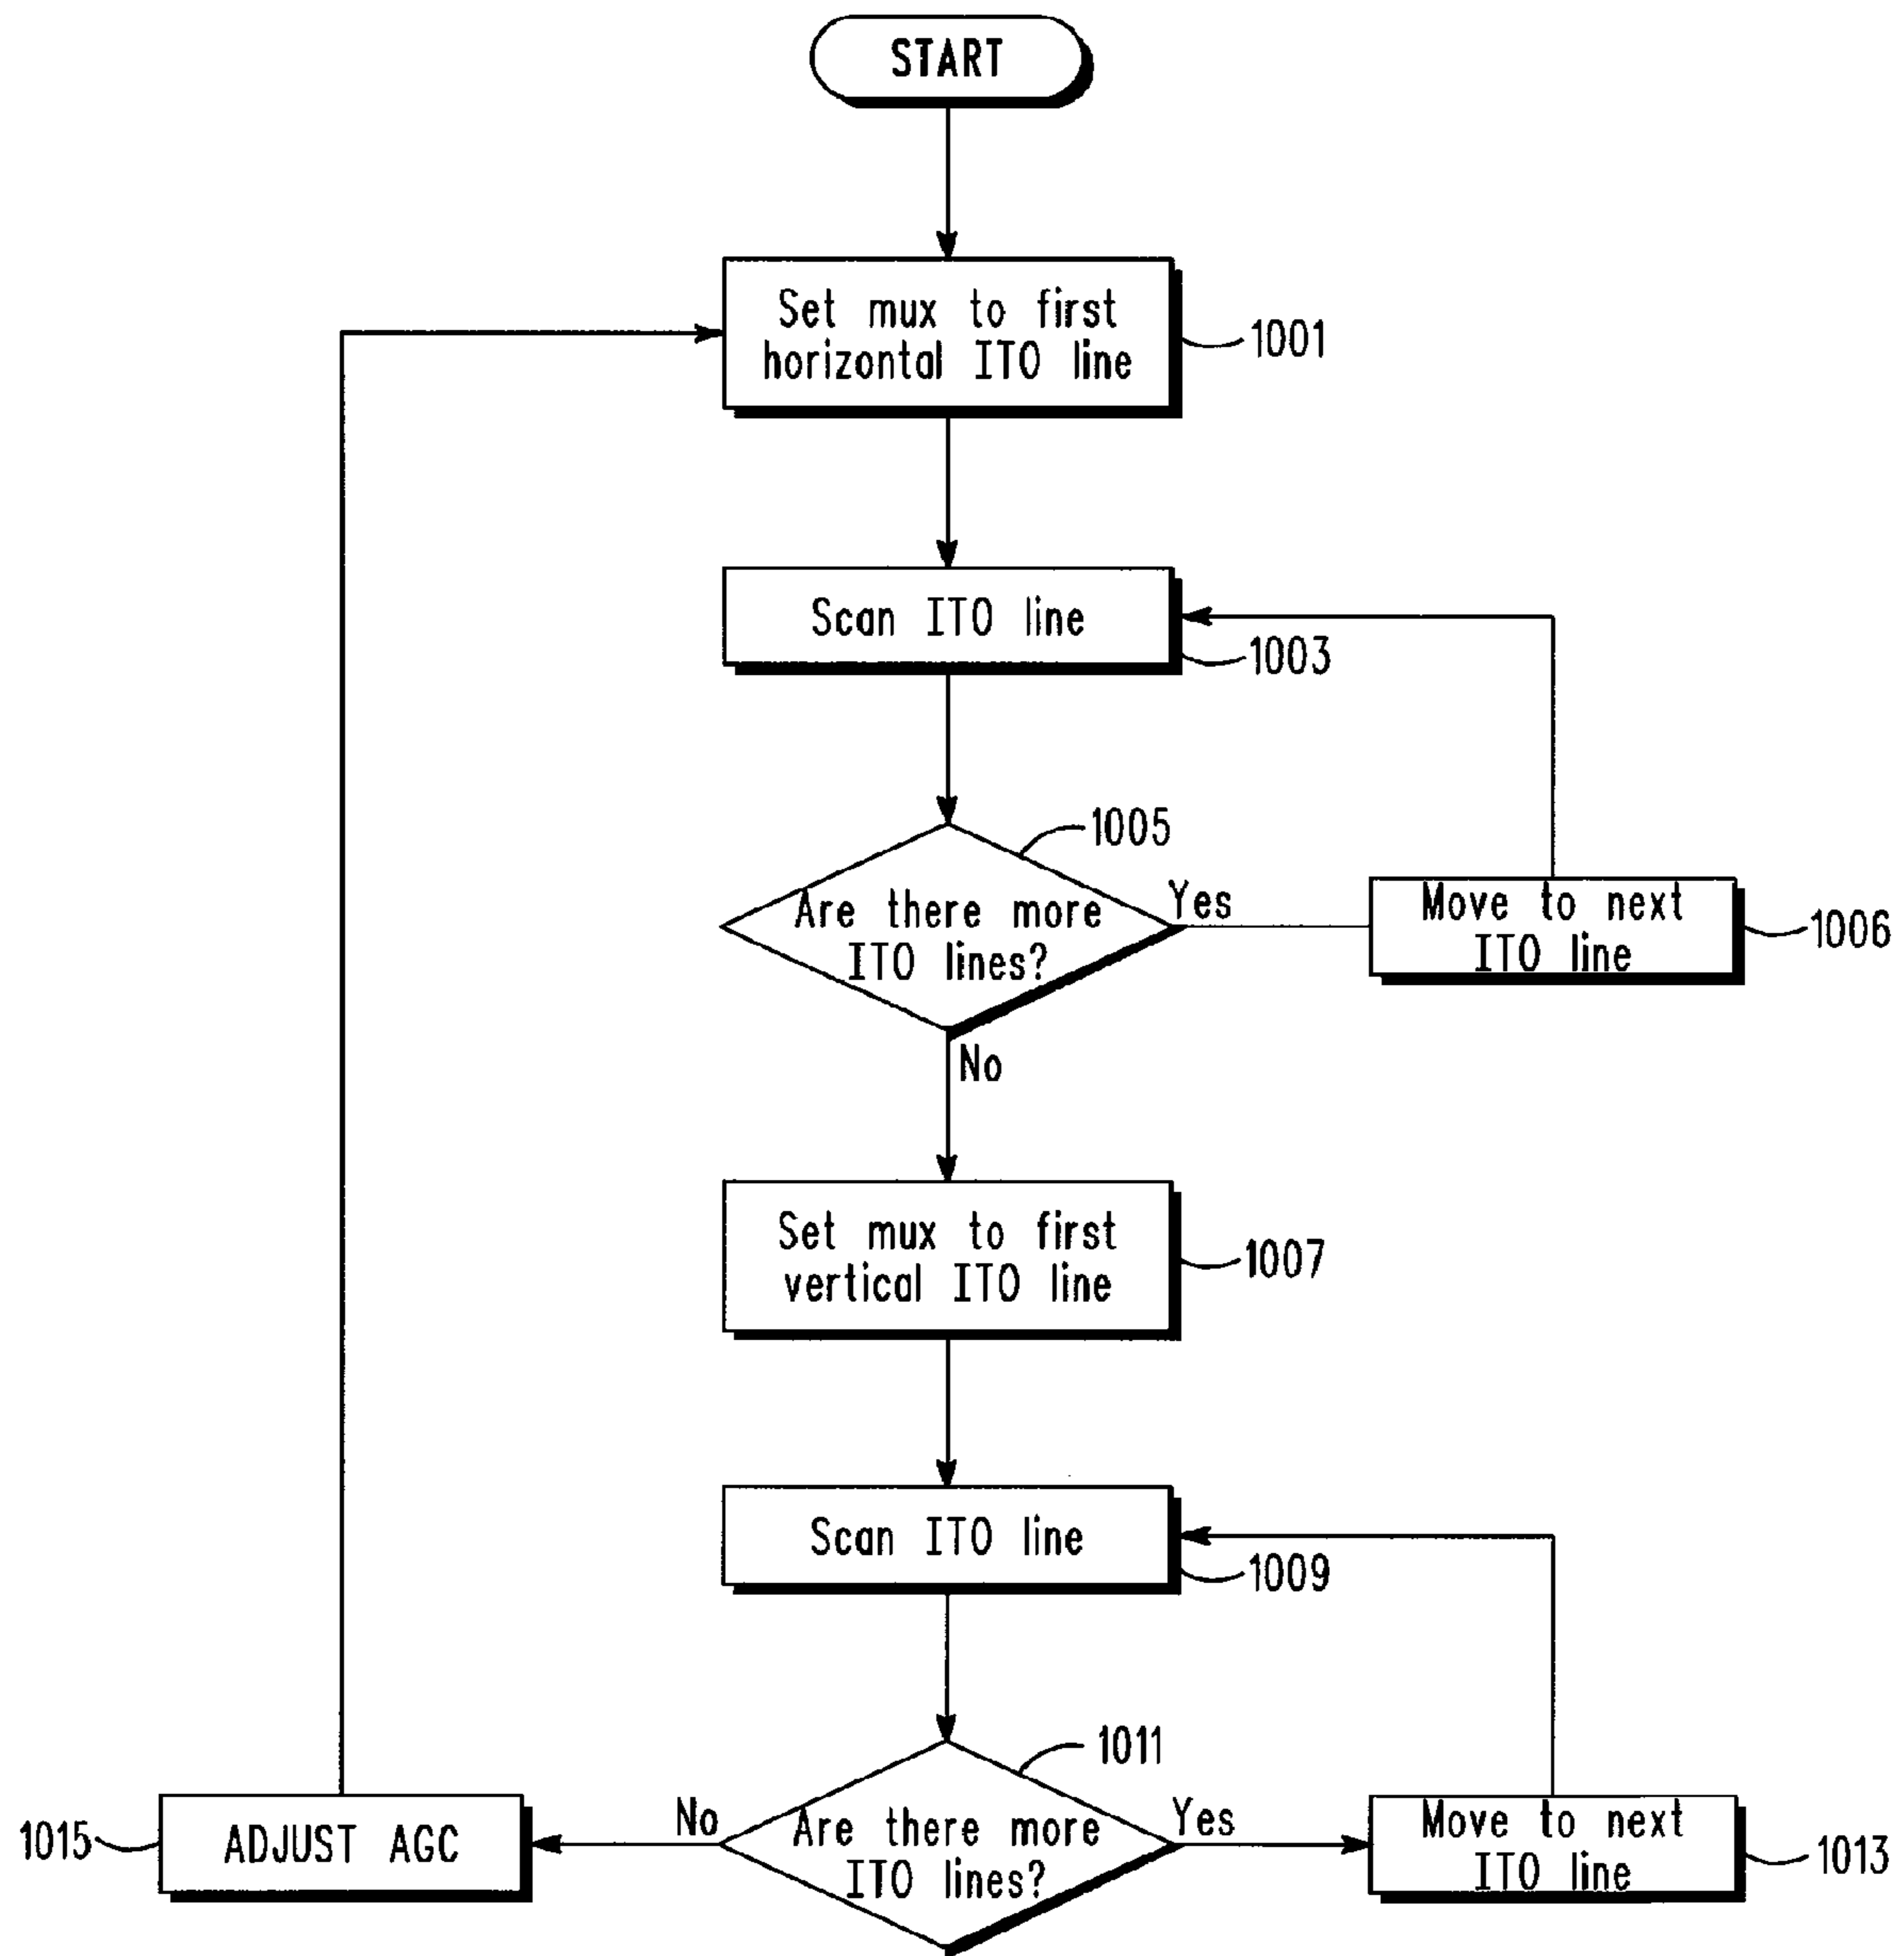 START
Set mux to first
horizontal ITO line
1001
Scan ITO line
1003
1005
Are there more
ITO lines?
Yes
Move to next
ITO line
1006
No
Set mux to first
vertical ITO line
1007
Scan ITO line
1009
1011
Are there more
ITO lines?
Yes
Move to next
ITO line
1013
No
ADJUST AGC
1015